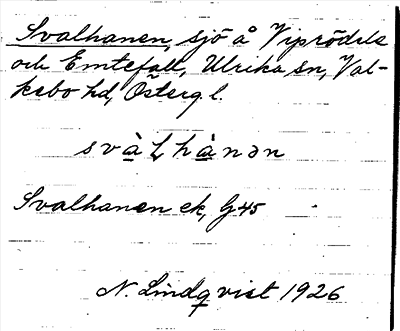 Svalhanen, sjö å Viprödels
och Emtefall, Ulrika sn, Val-
kebo hd, Österg. l.
svàlhànən
Svalhanen ek, G45
N. Lindqvist 1926